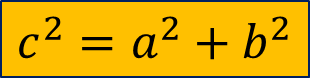 c² = a² + b²